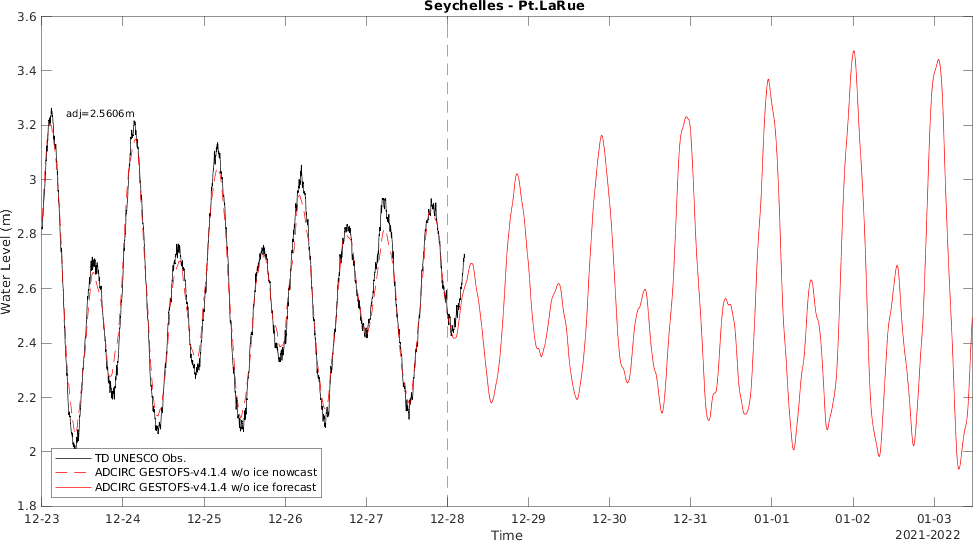 Seychelles - Pt.LaRue
3.6
3.4
3.2
3
2.8
2.6
2.4
2.2
2
1.8
Water Level (m)
adj=2.5606m
TD UNESCO Obs.
ADCIRC GESTOFS-v4.1.4 w/o ice nowcast
ADCIRC GESTOFS-v4.1.4 w/o ice forecast
12-23 12-24 12-25 12-26 12-27 12-28 12-29 12-30 12-31 01-01 01-02 01-03
Time
2021-2022